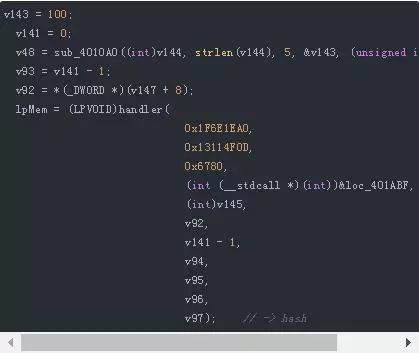 v143 = 100;
v141 = 0;
v48 = sub_4010A0((int)v144, strlen(v144), 5, &v143, (unsigned i
v93 = v141 - 1;
v92 = *(_DWORD *)(v147 + 8);
lpMem = (LPVOID)handler(
0x1F6E1EA0,
0x13114F0D,
0x6780,
(int (__stdcall *)(int))&loc_401ABF,
(int)v145,
v92,
v141 - 1,
v94,
v95,
v96,
v97); // -> hash